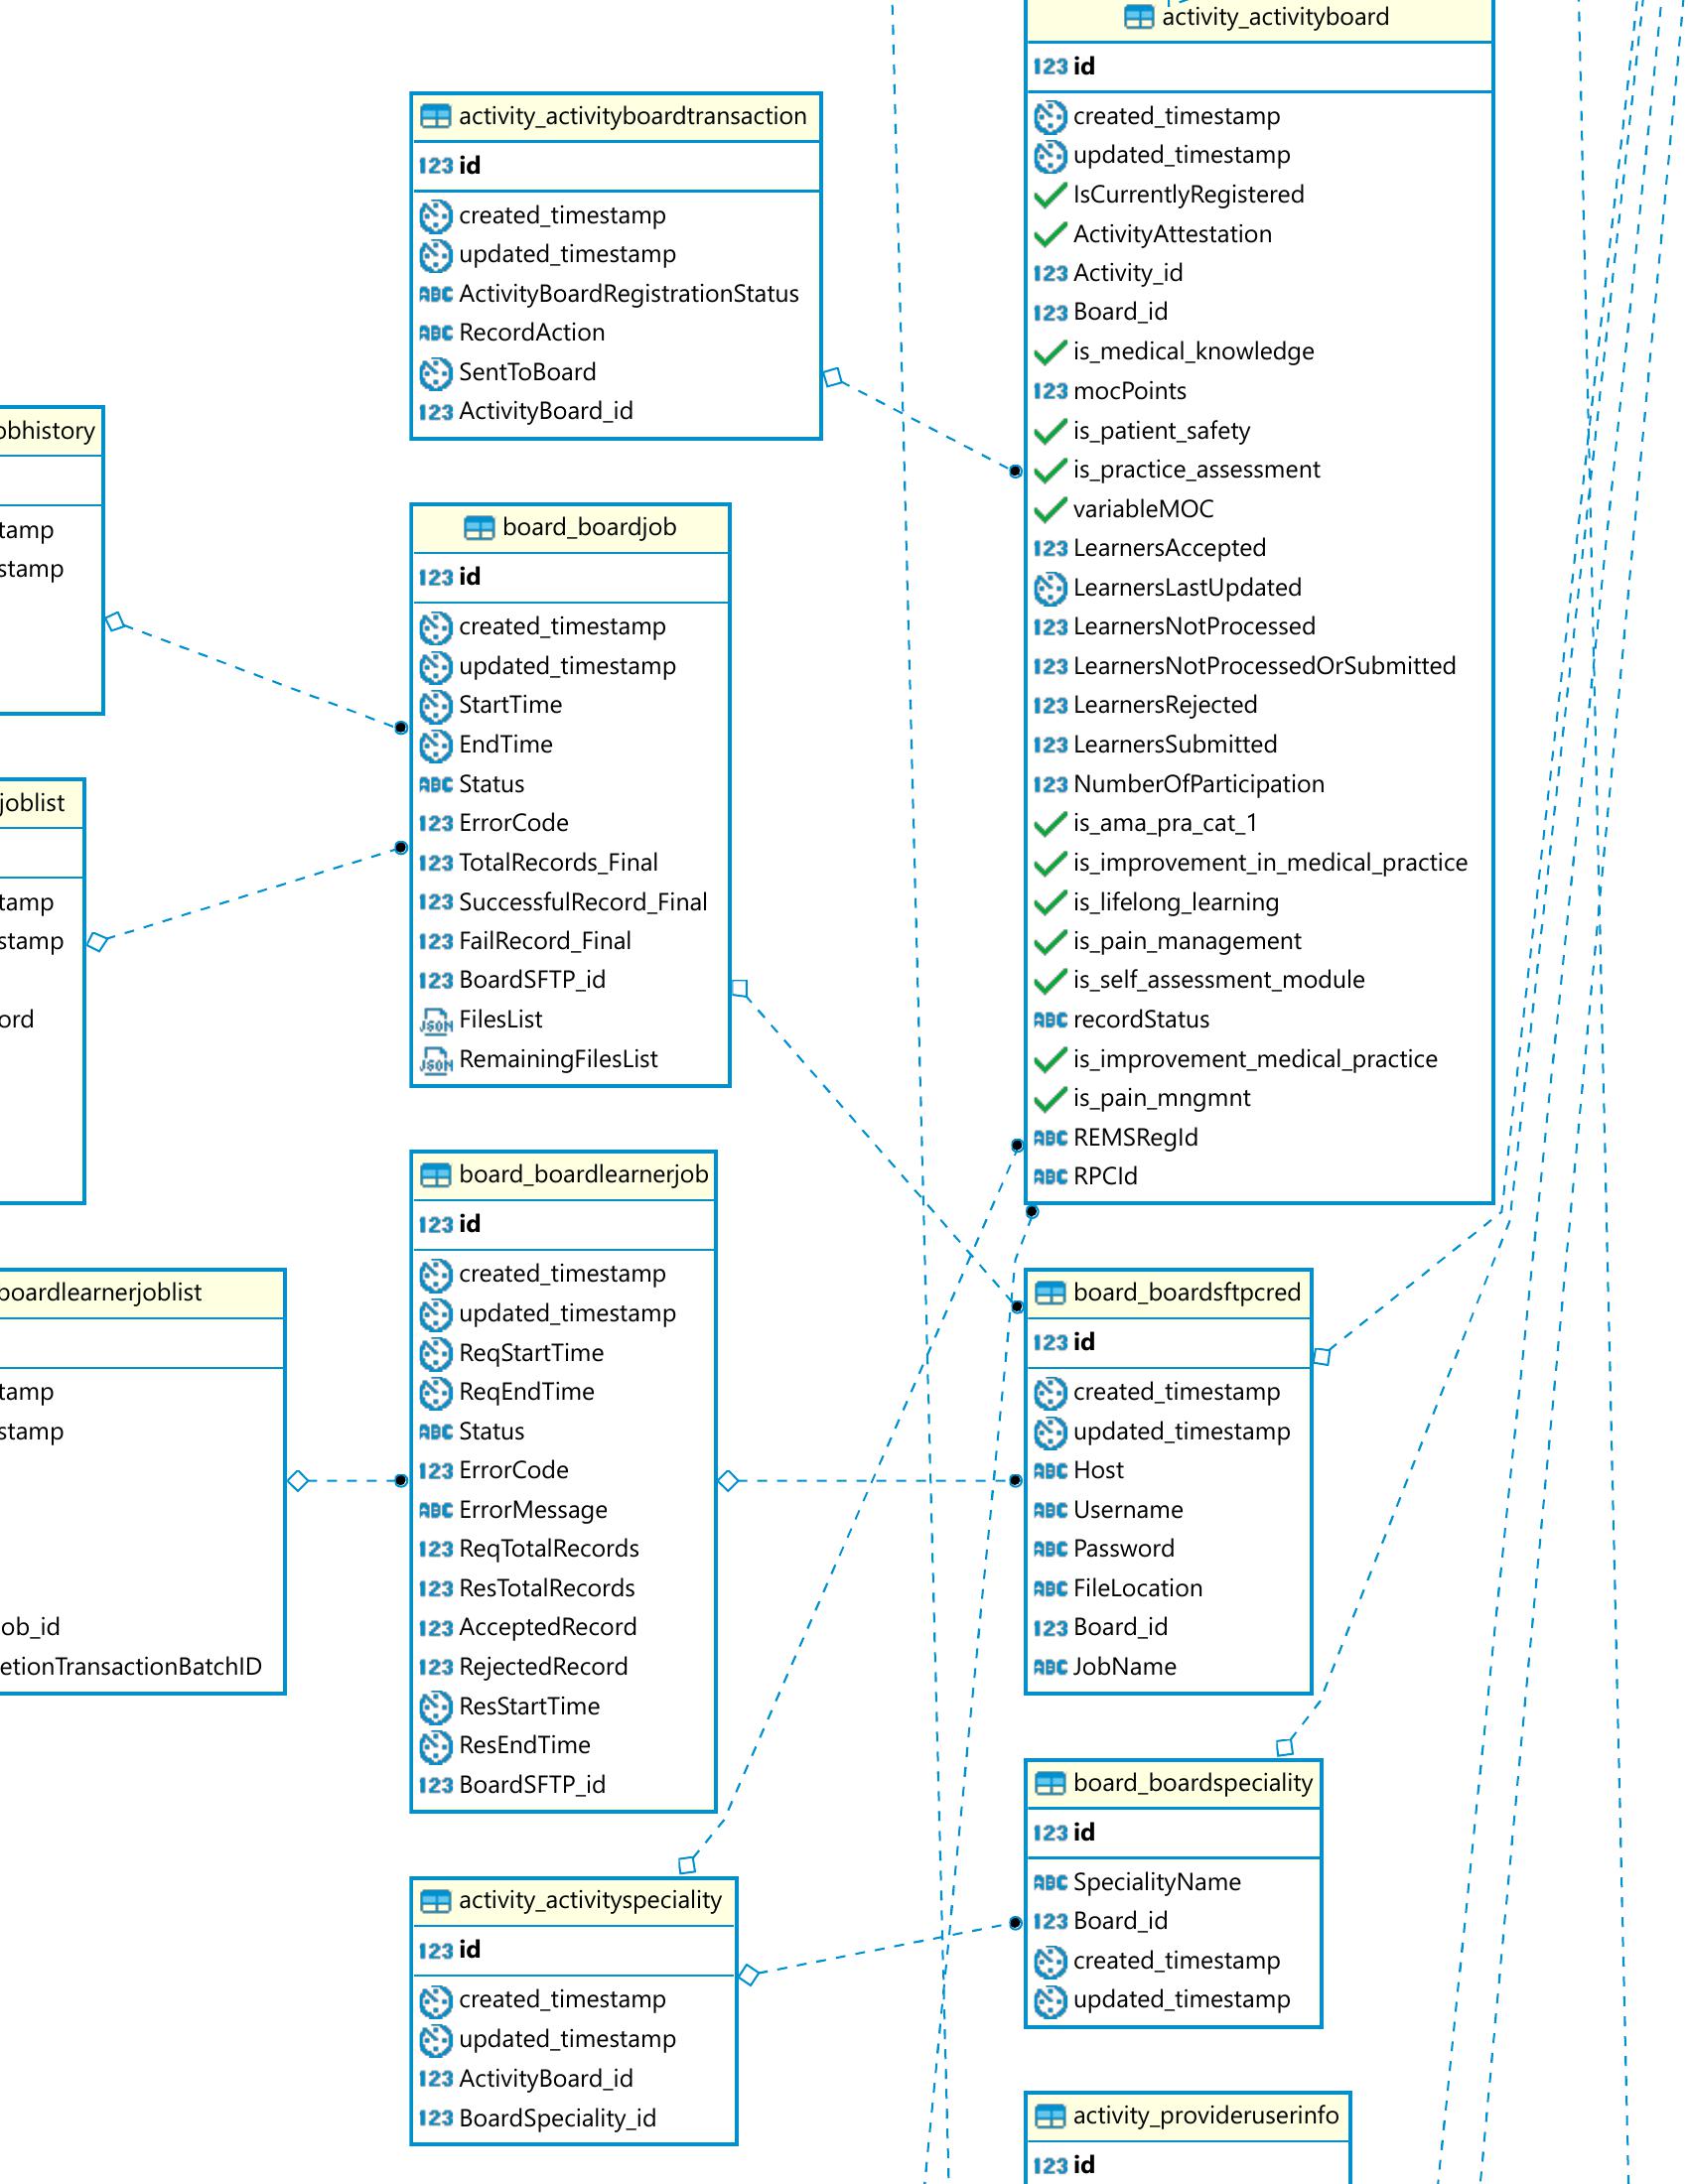 obhistory
tamp
stamp
joblist
tamp
stamp
ord
boardlearnerjoblist
tamp
stamp
ob_id
etionTransactionBatchID
activity_activityboardtransaction
123 id
created_timestamp
updated_timestamp
ABC ActivityBoardRegistrationStatus
ABC RecordAction
SentToBoard
123 ActivityBoard_id
board_boardjob
123 id
created_timestamp
updated_timestamp
StartTime
EndTime
ABC Status
123 ErrorCode
123 TotalRecords_Final
123 SuccessfulRecord_Final
123 FailRecord_Final
123 BoardSFTP_id
JSON FilesList
JSON RemainingFilesList
board_boardlearnerjob
123 id
created_timestamp
updated_timestamp
ReqStartTime
ReqEndTime
ABC Status
123 ErrorCode
ABC ErrorMessage
123 ReqTotalRecords
123 ResTotalRecords
123 AcceptedRecord
123 RejectedRecord
ResStartTime
ResEndTime
123 BoardSFTP_id
activity_activityspeciality
123 id
created_timestamp
updated_timestamp
123 ActivityBoard_id
123 BoardSpeciality_id
activity_activityboard
123 id
created_timestamp
updated_timestamp
IsCurrentlyRegistered
ActivityAttestation
123 Activity_id
123 Board_id
is_medical_knowledge
123 mocPoints
is_patient_safety
is_practice_assessment
variableMOC
123 LearnersAccepted
LearnersLastUpdated
123 LearnersNotProcessed
123 LearnersNotProcessedOrSubmitted
123 LearnersRejected
123 LearnersSubmitted
123 NumberOfParticipation
is_ama_pra_cat_1
is_improvement_in_medical_practice
is_lifelong_learning
is_pain_management
is_self_assessment_module
ABC recordStatus
is_improvement_medical_practice
is_pain_mngmnt
ABC REMSRegId
ABC RPCId
board_boardsftpcred
123 id
created_timestamp
updated_timestamp
ABC Host
ABC Username
ABC Password
ABC FileLocation
123 Board_id
ABC JobName
board_boardspeciality
123 id
ABC SpecialityName
123 Board_id
created_timestamp
updated_timestamp
activity_provideruserinfo
123 id